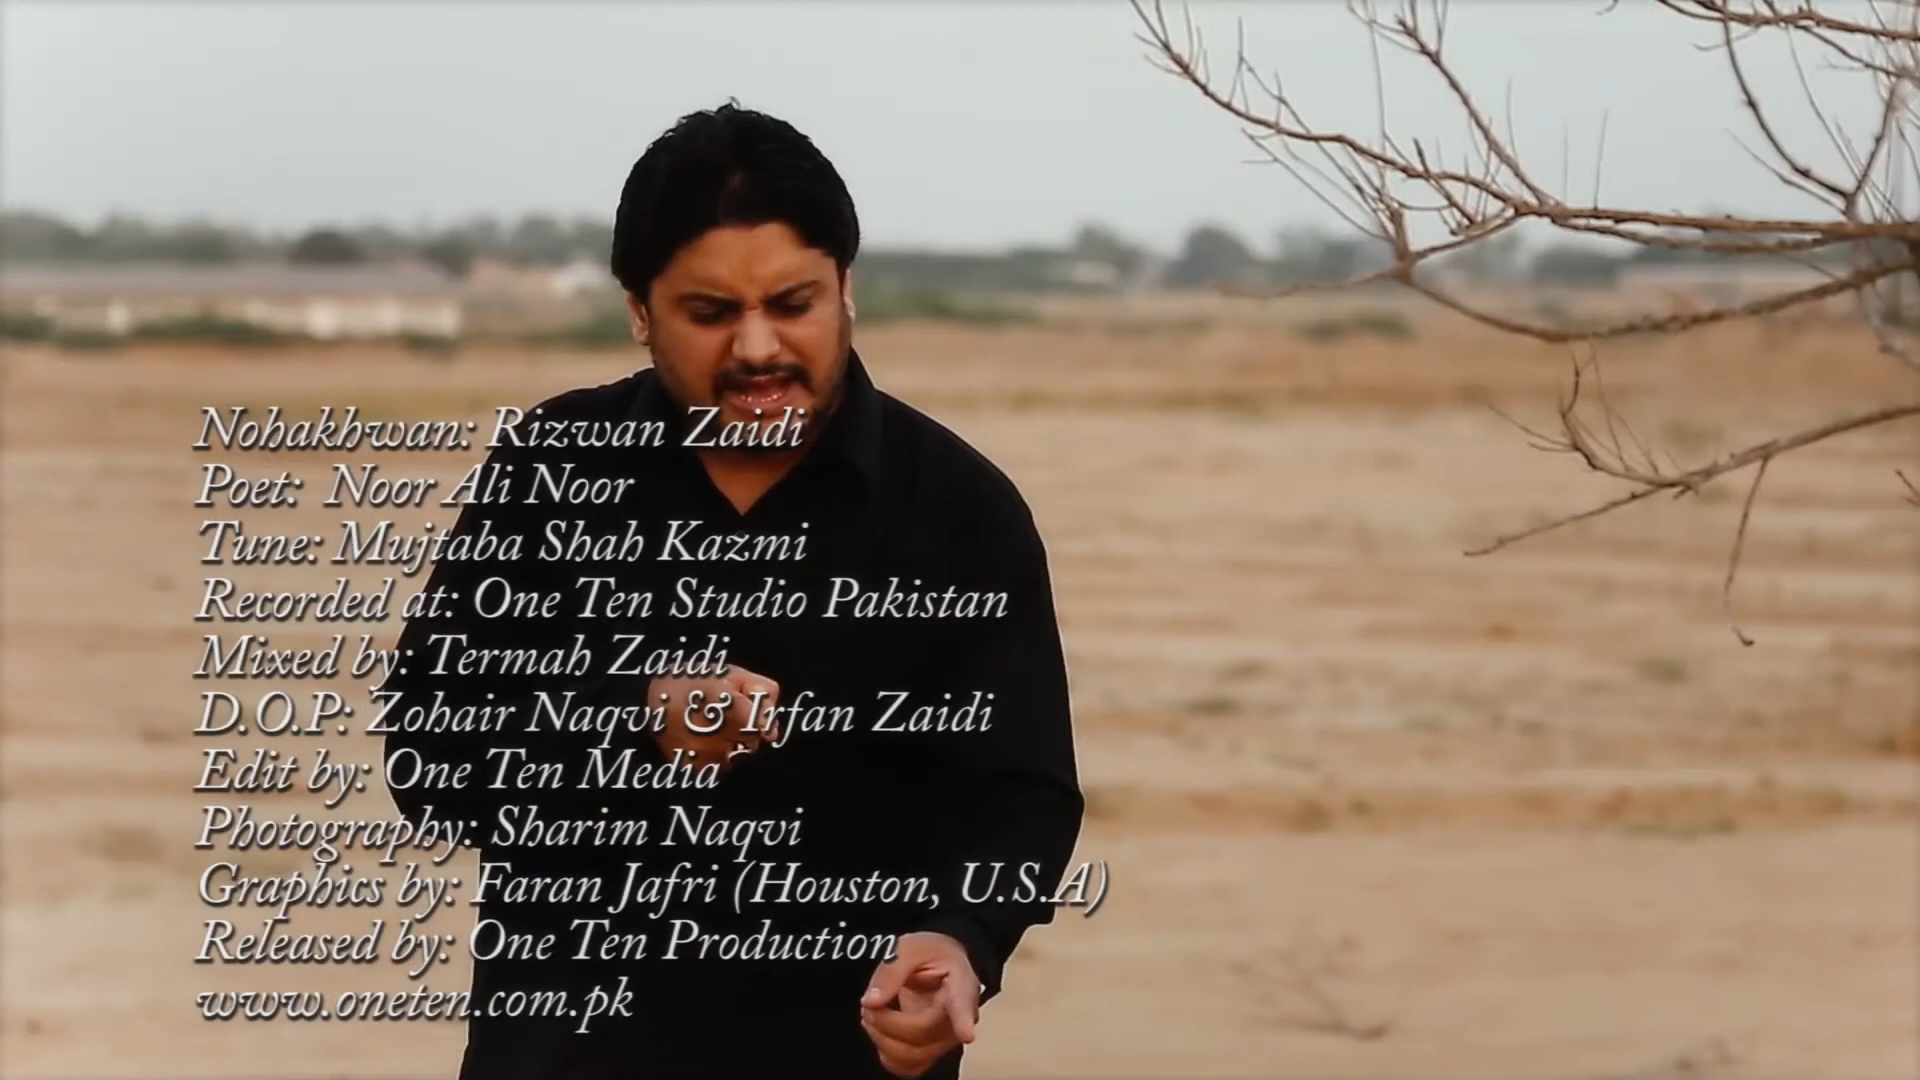 Nohakhwan: Rizwan Zaidi
Poet: Noor Ali Noor
Tune: Mujtaba Shah Kazmi
Recorded at: One Ten Studio Pakistan
Mixed by: Termah Zaidi
D.O.P: Zohair Naqvi & Irfan Zaidi
Edit by: One Ten Media
Photography: Sharim Naqvi
Graphics by: Faran Jafri (Houston, U.S.A)
Released by: One Ten Production
www.oneten.com.pk